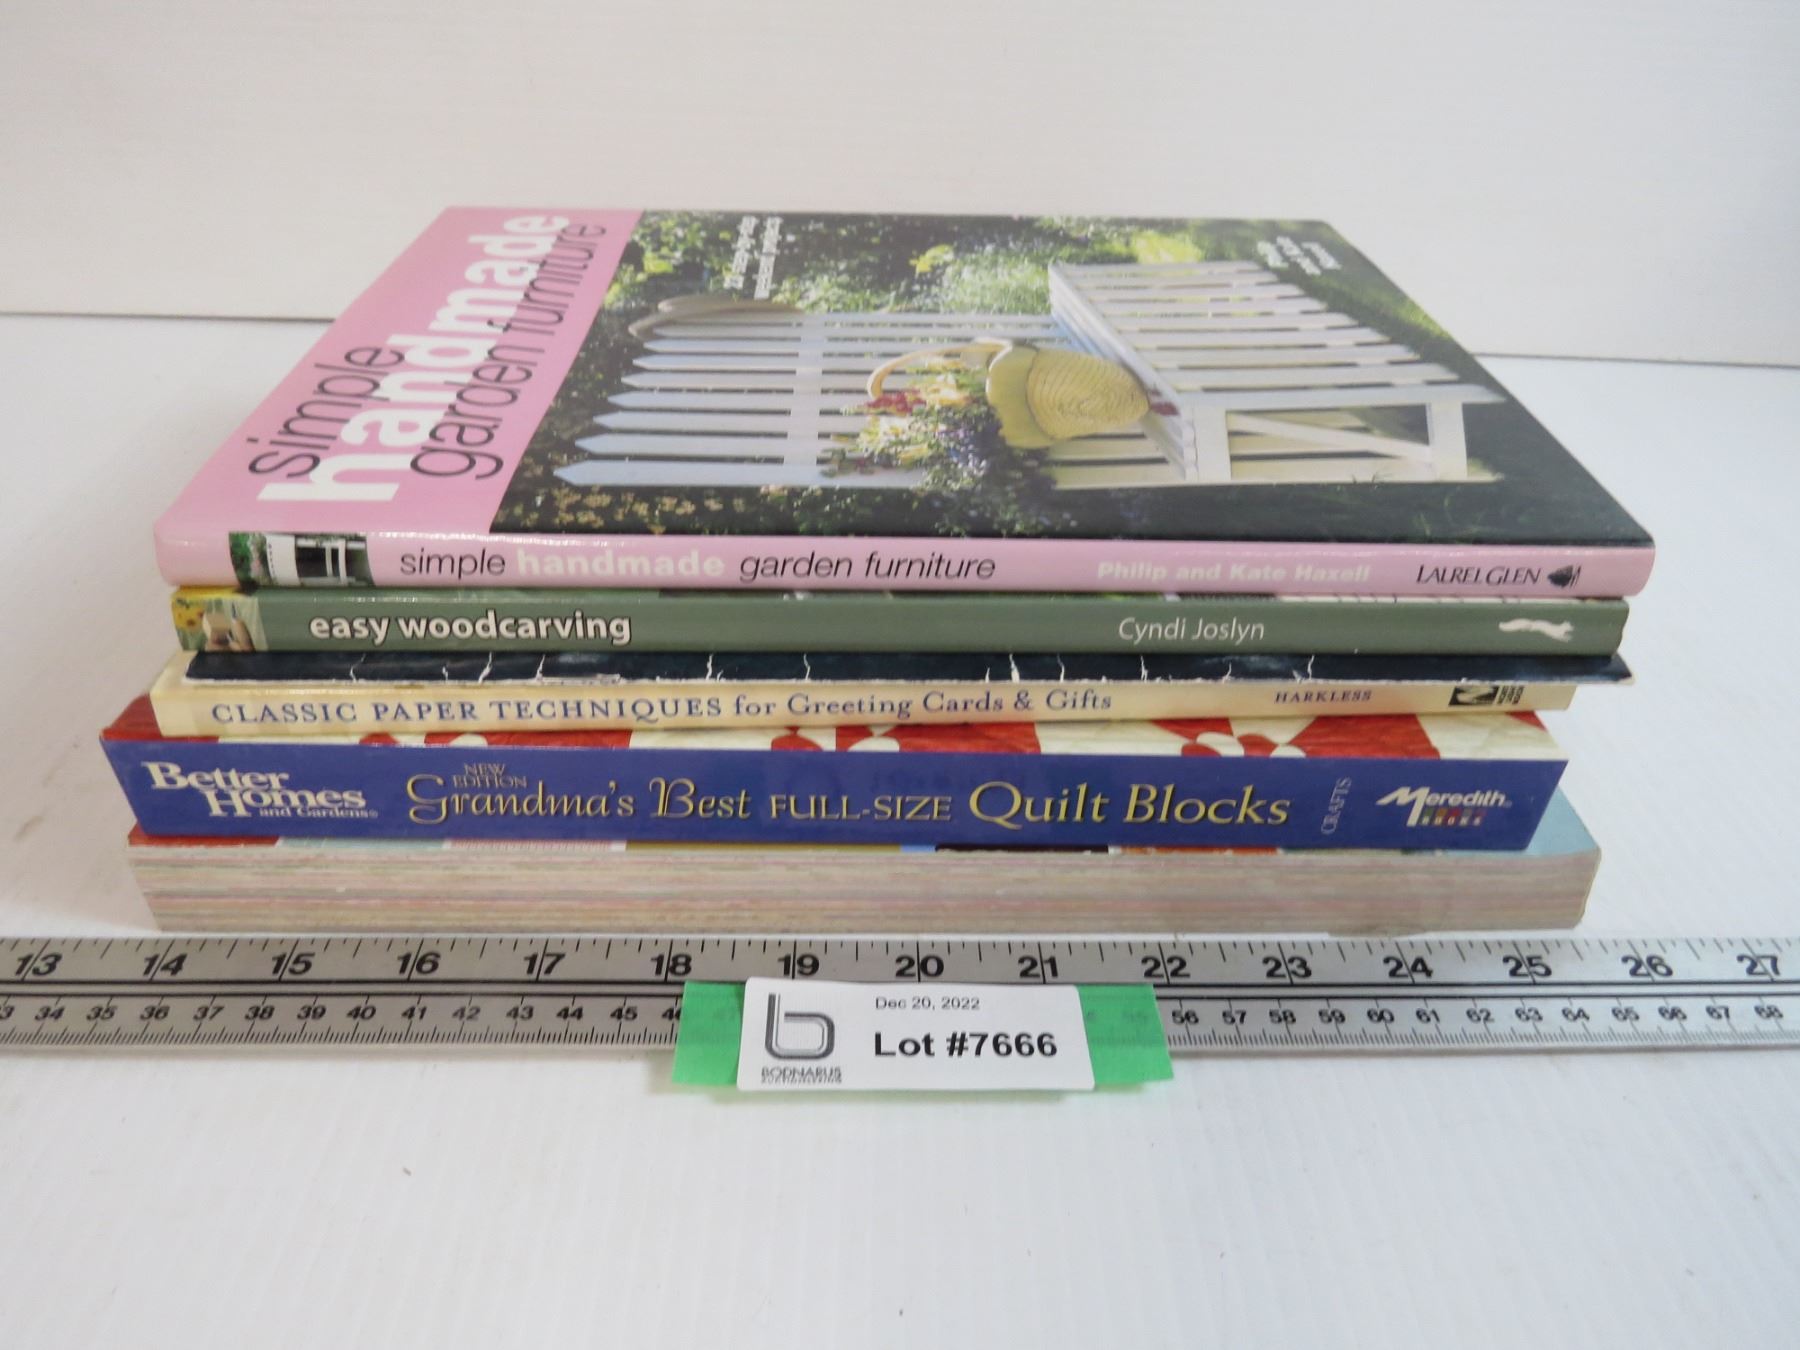 Simple
handmade
garden furniture
simple handmade garden furniture Philip and Kate Haxell LAUREL GLEN
easy woodcarving Cyndi Joslyn
CLASSIC PAPER TECHNIQUES for Greeting Cards & Gifts HARKLESS
Better Homes and Gardens® NEW EDITION Grandma's Best FULL-SIZE Quilt Blocks CRAFTS Meredith® BOOKS
13 14 15 16 17 18 19 20 21 22 23 24 25 26 27
34 35 36 37 38 39 40 41 42 43 44 45 56 57 58 59 60 61 62 63 64 65 66 67 68
Dec 20, 2022
Lot #7666
BODNARUS
AUCTIONEERING